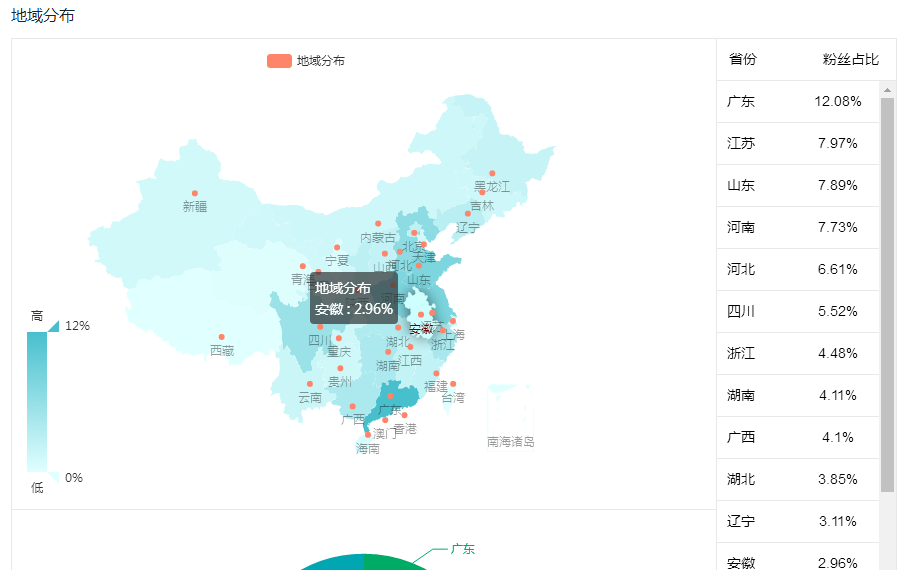 地域分布
地域分布
省份 粉丝占比
广东 12.08%
江苏 7.97%
山东 7.89%
河南 7.73%
河北 6.61%
四川 5.52%
浙江 4.48%
湖南 4.11%
广西 4.1%
湖北 3.85%
辽宁 3.11%
安徽 2.96%
黑龙江
吉林
新疆
辽宁
内蒙古
北京
天津
宁夏
山西
河北
青海
山东
地域分布
安徽 : 2.96%
河南
高
12%
0%
低
安徽
上海
西藏
四川
重庆
湖北
浙江
湖南
江西
贵州
福建
云南
台湾
广东
广西
香港
澳门
海南
南海诸岛
广东